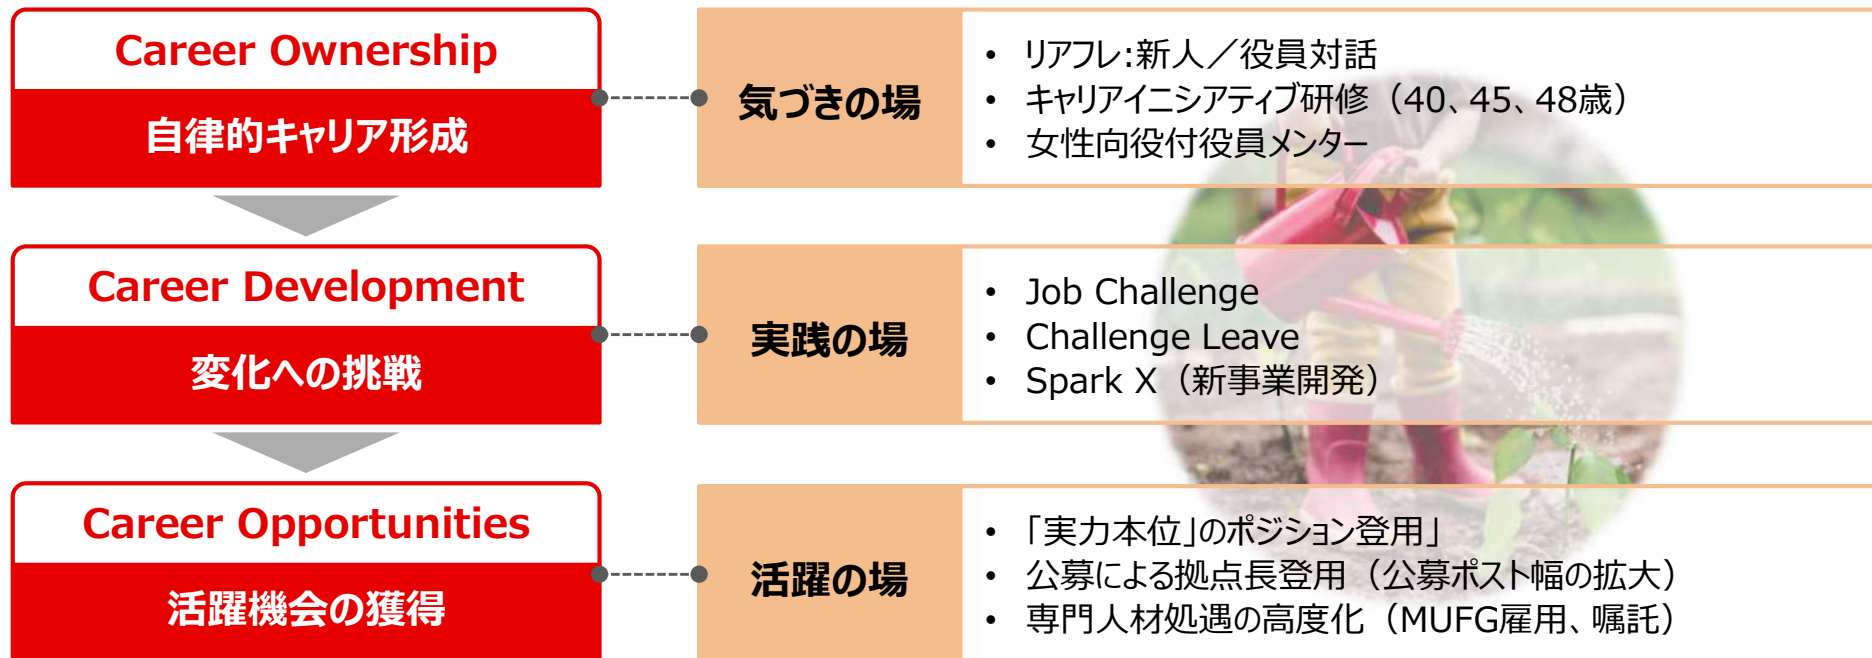 Career Ownership
自律的キャリア形成
気づきの場
• リアフレ:新人／役員対話
• キャリアイニシアティブ研修（40、45、48歳）
• 女性向役付役員メンター
Career Development
変化への挑戦
実践の場
• Job Challenge
• Challenge Leave
• Spark X（新事業開発）
Career Opportunities
活躍機会の獲得
活躍の場
• 「実力本位」のポジション登用」
• 公募による拠点長登用（公募ポスト幅の拡大）
• 専門人材処遇の高度化（MUFG雇用、嘱託）